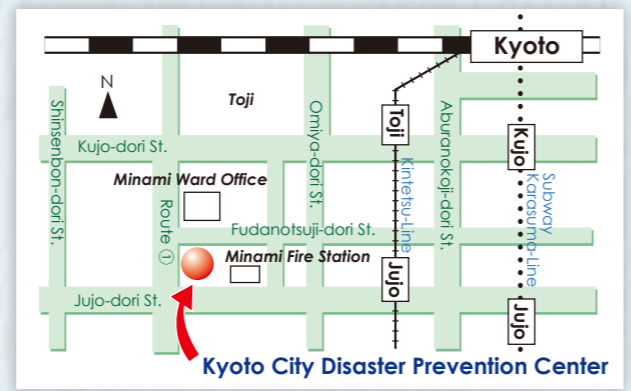 Kyoto
N
Toji
Shinsenbon-dori St.
Omiya-dori St.
Toji
Aburanokoji-dori St.
Kujo
Kujo-dori St.
Minami Ward Office
Kintetsu-Line
Subway
Karasuma-Line
Route ①
Fudanotsuji-dori St.
Minami Fire Station
Jujo
Jujo-dori St.
Jujo
Kyoto City Disaster Prevention Center